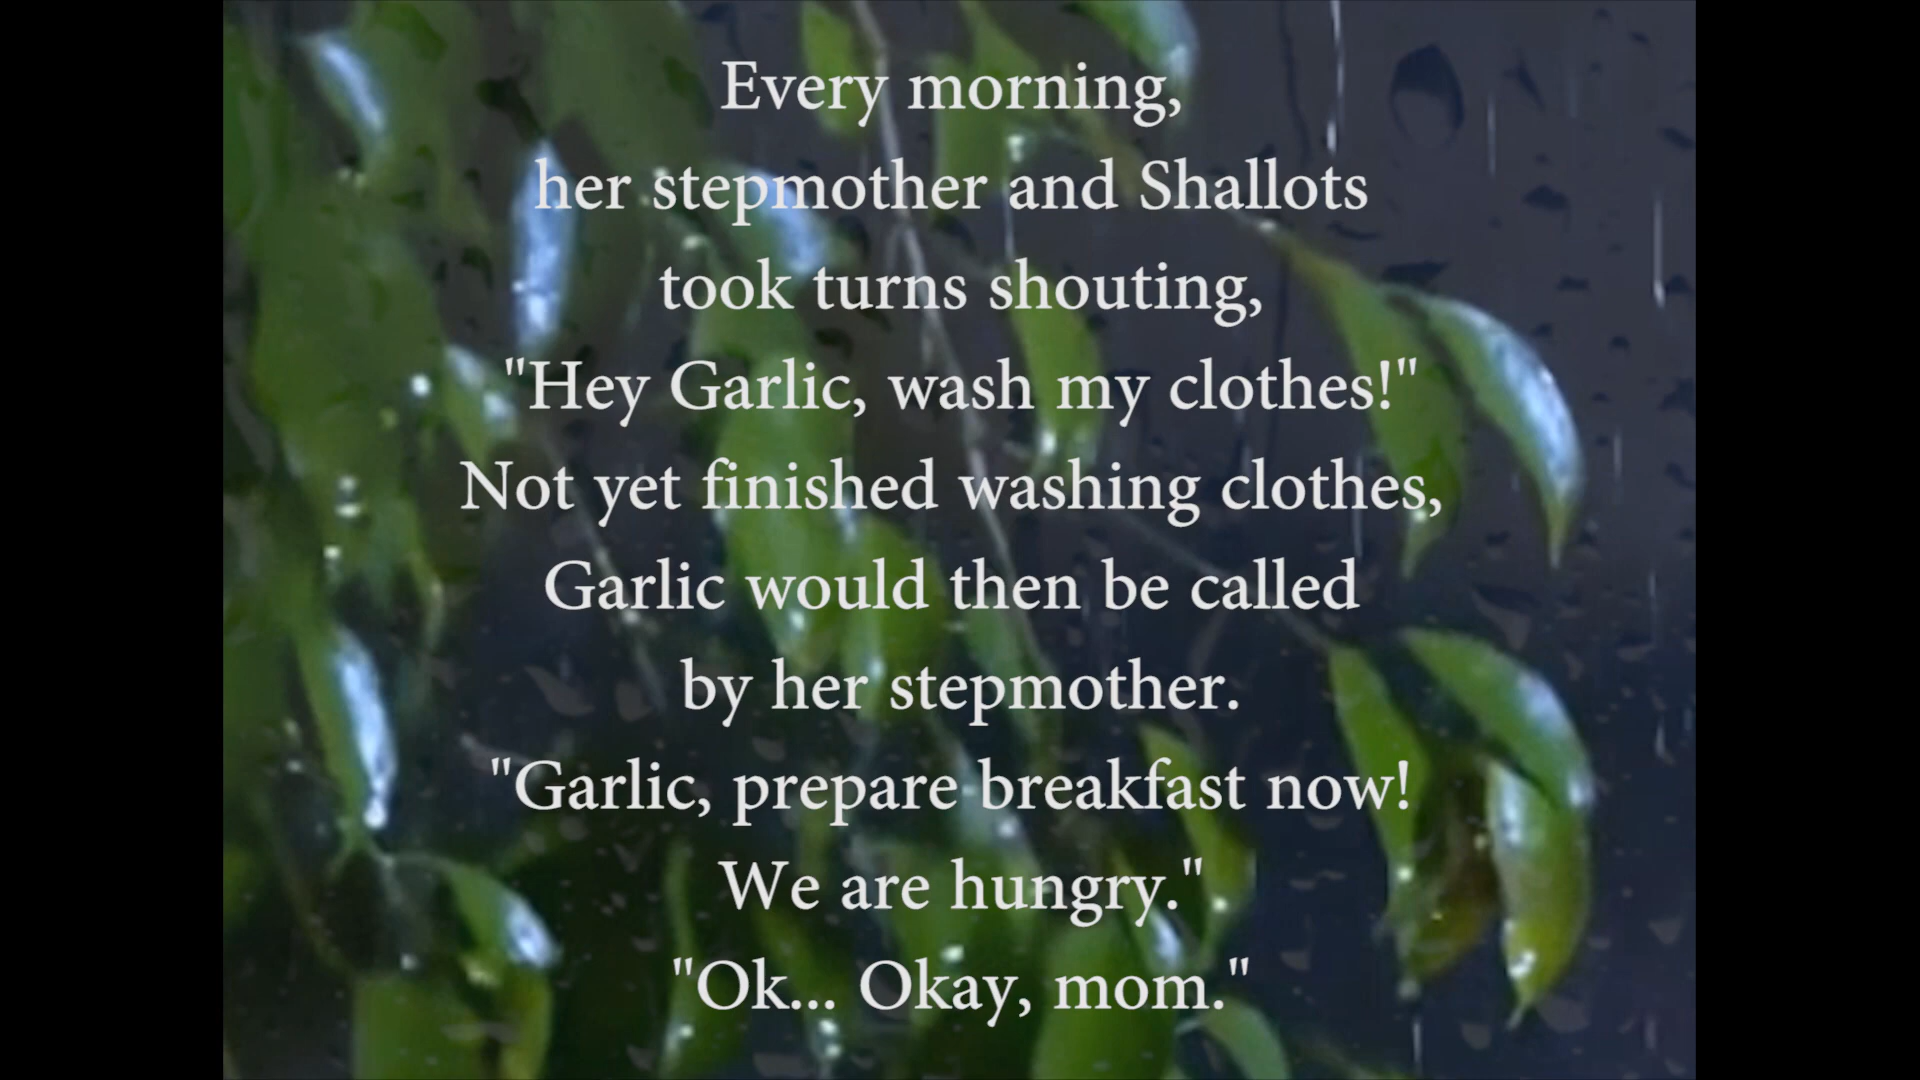 Every morning,
her stepmother and Shallots
took turns shouting,
"Hey Garlic, wash my clothes!"
Not yet finished washing clothes,
Garlic would then be called
by her stepmother.
"Garlic, prepare breakfast now!
We are hungry."
"Ok... Okay, mom."